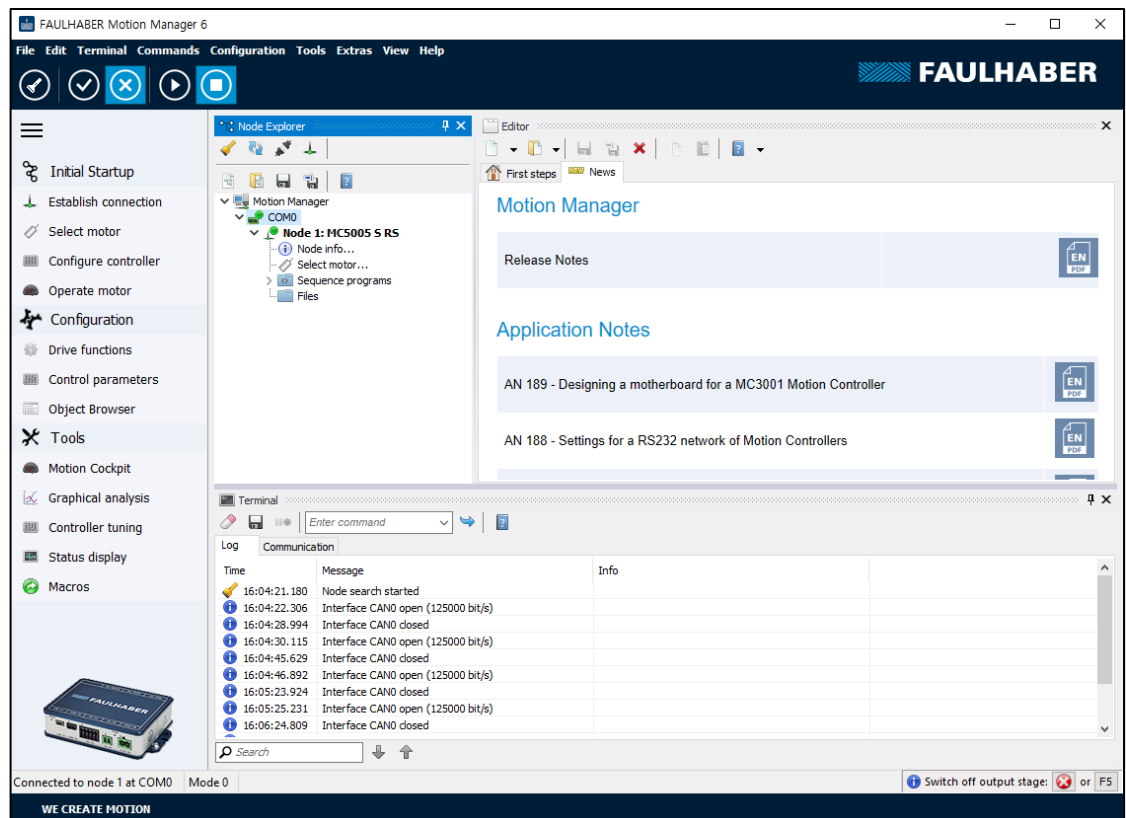 FAULHABER Motion Manager 6
File Edit Terminal Commands Configuration Tools Extras View Help
FAULHABER
Initial Startup
Establish connection
Select motor
Configure controller
Operate motor
Configuration
Drive functions
Control parameters
Object Browser
Tools
Motion Cockpit
Graphical analysis
Controller tuning
Status display
Macros
FAULHABER
Node Explorer
Motion Manager
COM0
Node 1: MC5005 S RS
Node info...
Select motor...
Sequence programs
Files
Editor
First steps News
Motion Manager
Release Notes
EN
PDF
Application Notes
AN 189 - Designing a motherboard for a MC3001 Motion Controller
EN
PDF
AN 188 - Settings for a RS232 network of Motion Controllers
EN
PDF
Terminal
Enter command
Log Communication
Time Message Info
16:04:21.180 Node search started
16:04:22.306 Interface CAN0 open (125000 bit/s)
16:04:28.994 Interface CAN0 closed
16:04:30.115 Interface CAN0 open (125000 bit/s)
16:04:45.629 Interface CAN0 closed
16:04:46.892 Interface CAN0 open (125000 bit/s)
16:05:23.924 Interface CAN0 closed
16:05:25.231 Interface CAN0 open (125000 bit/s)
16:06:24.809 Interface CAN0 closed
Search
Connected to node 1 at COM0 Mode 0 Switch off output stage: or F5
WE CREATE MOTION